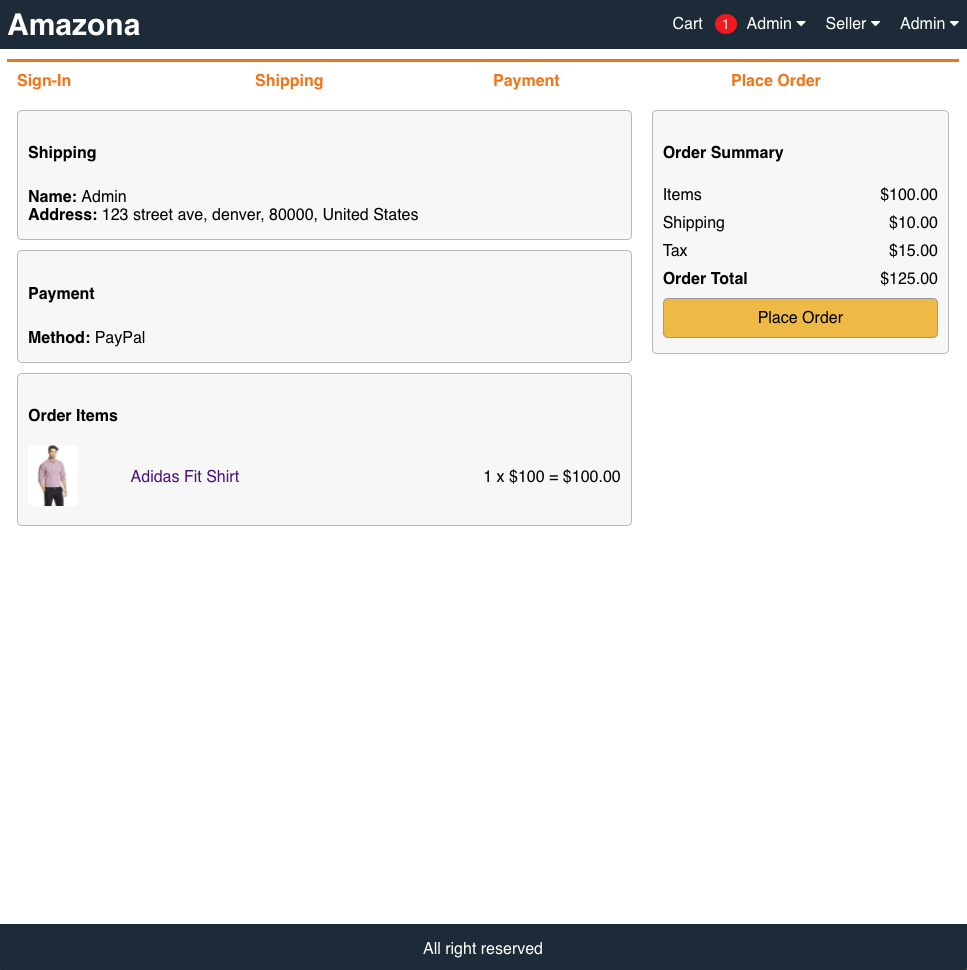 Amazona
Cart 1 Admin Seller Admin
Sign-In Shipping Payment Place Order
Shipping
Name: Admin
Address: 123 street ave, denver, 80000, United States
Payment
Method: PayPal
Order Items
Adidas Fit Shirt 1 x $100 = $100.00
Order Summary
Items $100.00
Shipping $10.00
Tax $15.00
Order Total $125.00
Place Order
All right reserved